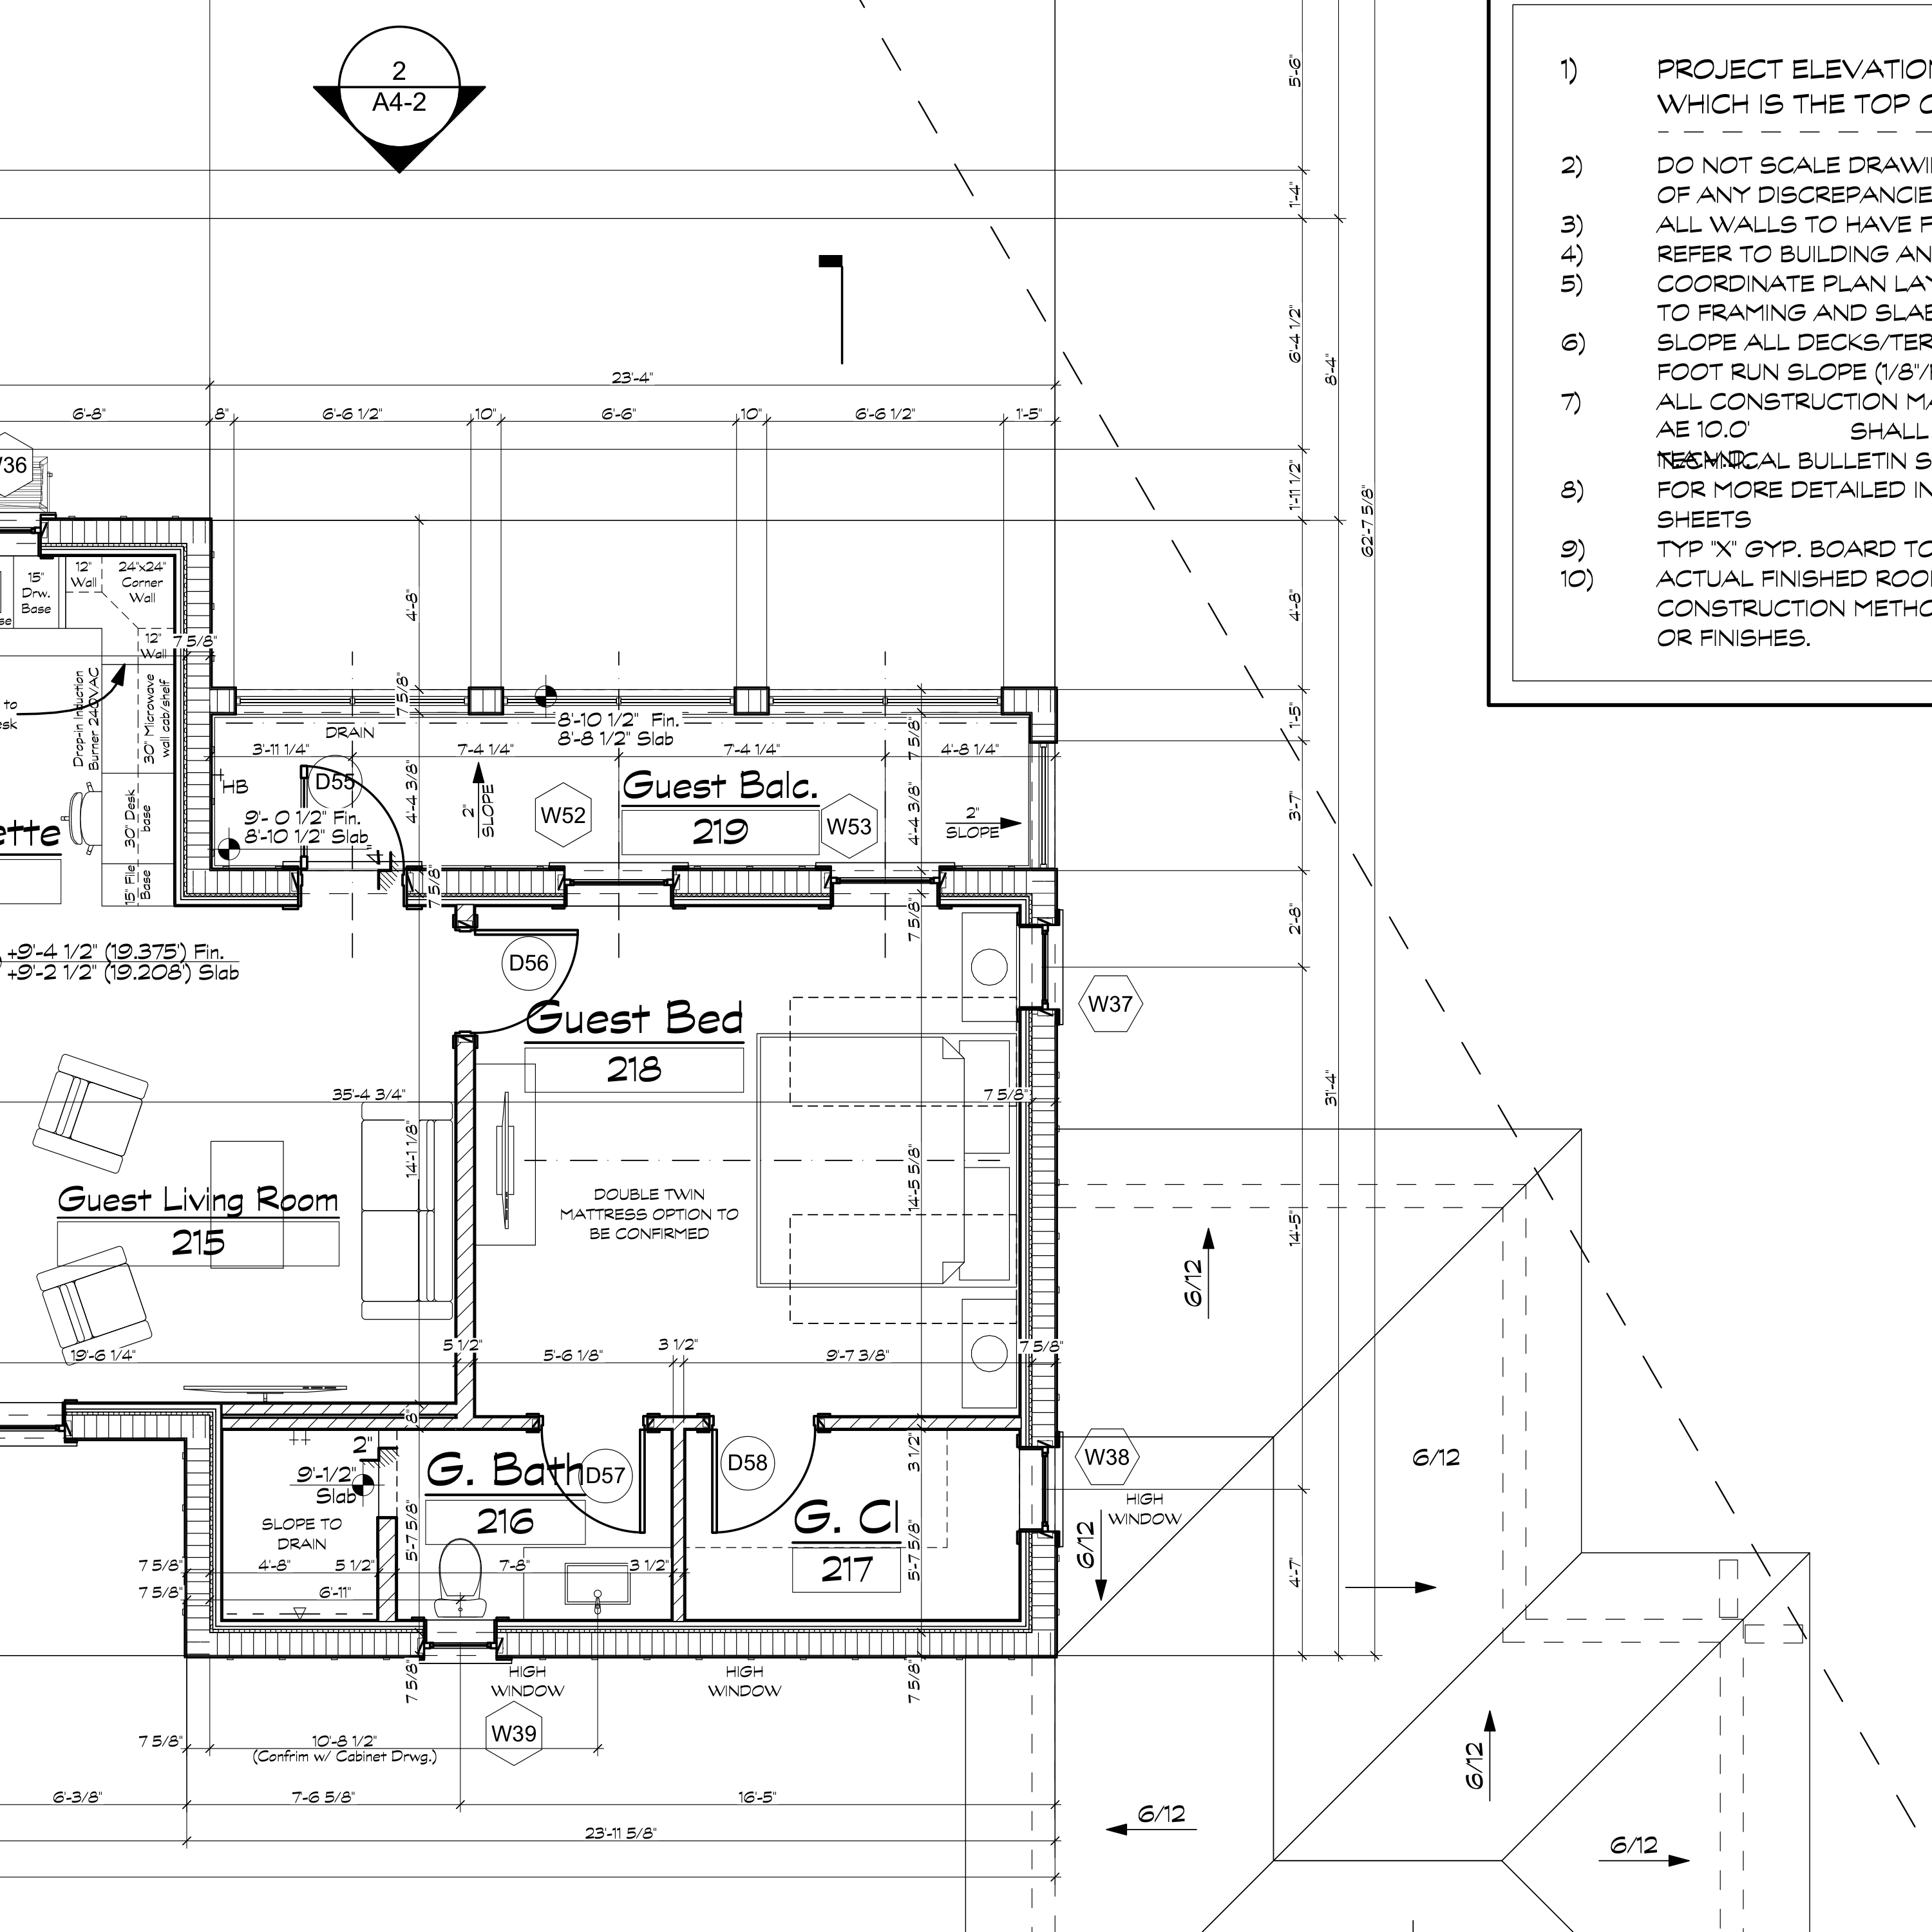 2
A4-2
5'-6"
1'-4"
6'-4 1/2"
8'-4"
1'-11 1/2"
62'-7 5/8"
23'-4"
6'-8"
8"
6'-6 1/2"
10"
6'-6"
10"
6'-6 1/2"
1'-5"
1)
PROJECT ELEVATION
WHICH IS THE TOP
2)
DO NOT SCALE
OF ANY
3)
ALL WALLS TO HAVE
4)
REFER TO BUILDING
5)
COORDINATE PLAN
TO FRAMING AND
6)
SLOPE ALL
FOOT RUN SLOPE
7)
ALL CONSTRUCTION
AE 10.0' SHALL
N.A.V.D.
TECHNICAL BULLETIN
8)
FOR MORE DETAILED
SHEETS
9)
TYP "X" GYP. BOARD
10)
ACTUAL FINISHED
CONSTRUCTION
OR FINISHES.
W36
15"
Drw.
Base
12"
Wall
24"x24"
Corner
Wall
12"
Wall
7 5/8"
Drop-in Induction
Burner 240VAC
30" Microwave
wall cab/shelf
30" Desk
base
15" File
Base
to
4'-8"
4'-8"
7 5/8"
DRAIN
8'-10 1/2" Fin.
8'-8 1/2" Slab
3'-11 1/4"
7'-4 1/4"
7'-4 1/4"
4'-8 1/4"
7 5/8"
1'-5"
HB
D55
9'- 0 1/2" Fin.
8'-10 1/2" Slab
4"
4'-4 3/8"
2"
SLOPE
W52
Guest Balc.
219
W53
4'-4 3/8"
2"
SLOPE
3'-7"
7 5/8"
7 5/8"
2'-8"
+9'-4 1/2" (19.375') Fin.
+9'-2 1/2" (19.208') Slab
D56
W37
Guest Bed
218
35'-4 3/4"
7 5/8"
31'-4"
14'-1 1/8"
14'-5 5/8"
DOUBLE TWIN
MATTRESS OPTION TO
BE CONFIRMED
Guest Living Room
215
14'-5"
6/12
19'-6 1/4"
5 1/2"
5'-6 1/8"
3 1/2"
9'-7 3/8"
7 5/8"
2"
9'-1/2"
Slab
G. Bath
216
D57
D58
3 1/2"
W38
HIGH
WINDOW
6/12
6/12
SLOPE TO
DRAIN
G. Cl
217
5'-7 5/8"
5'-7 5/8"
7 5/8"
4'-8"
5 1/2"
7'-8"
3 1/2"
4'-7"
7 5/8"
6'-11"
7 5/8"
HIGH
WINDOW
HIGH
WINDOW
7 5/8"
W39
7 5/8"
10'-8 1/2"
(Confrim w/ Cabinet Drwg.)
6'-3/8"
7'-6 5/8"
16'-5"
23'-11 5/8"
6/12
6/12
6/12